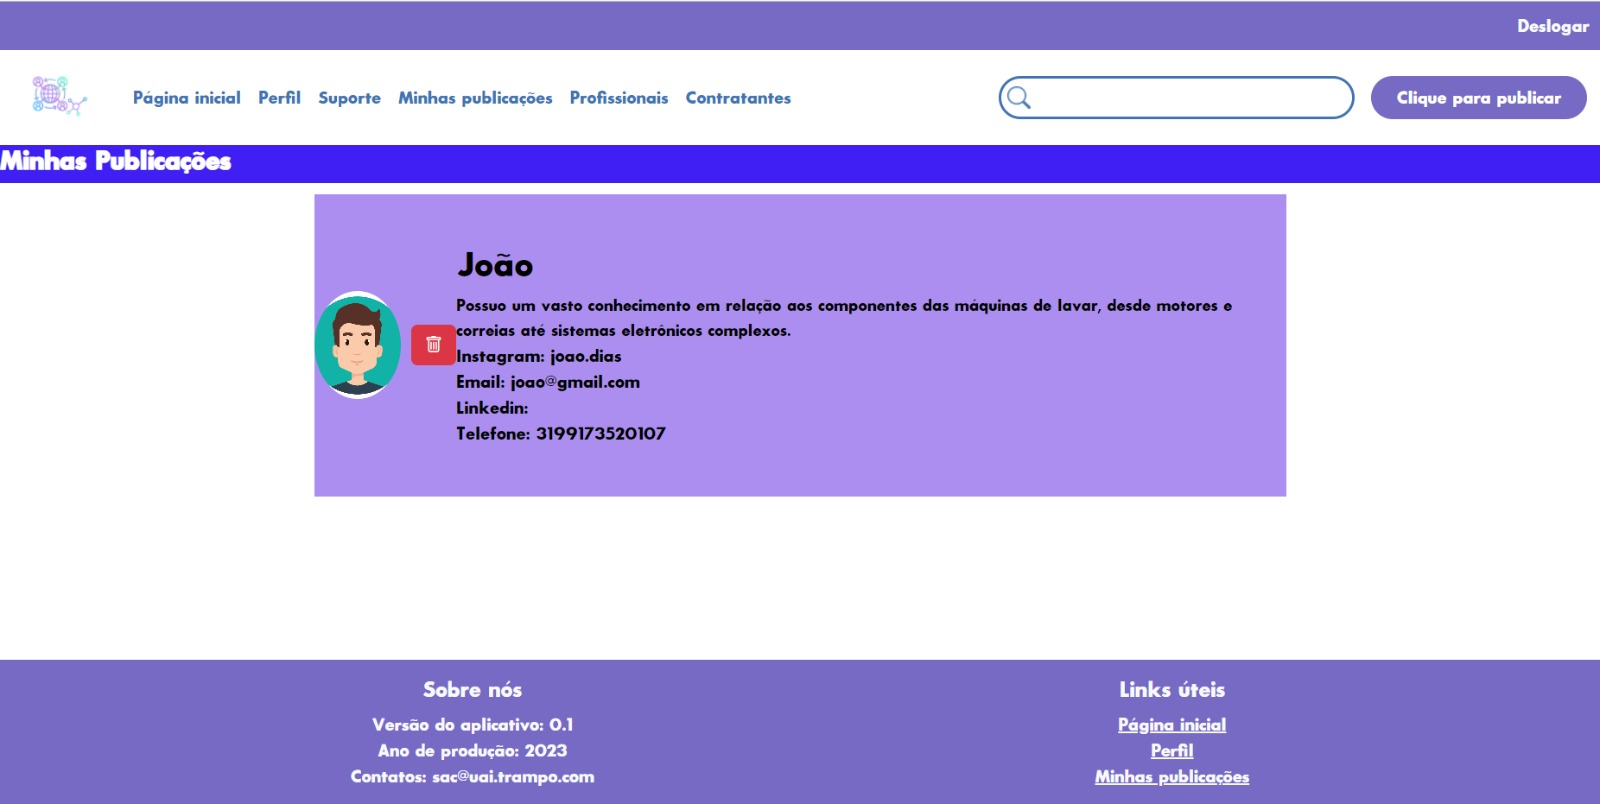 Deslogar
Página inicial Perfil Suporte Minhas publicações Profissionais Contratantes
Clique para publicar
Minhas Publicações
João
Possuo um vasto conhecimento em relação aos componentes das máquinas de lavar, desde motores e
correias até sistemas eletrônicos complexos.
Instagram: joao.dias
Email: joao@gmail.com
Linkedin:
Telefone: 3199173520107
Sobre nós
Versão do aplicativo: 0.1
Ano de produção: 2023
Contatos: sac@uai.trampo.com
Links úteis
Página inicial
Perfil
Minhas publicações